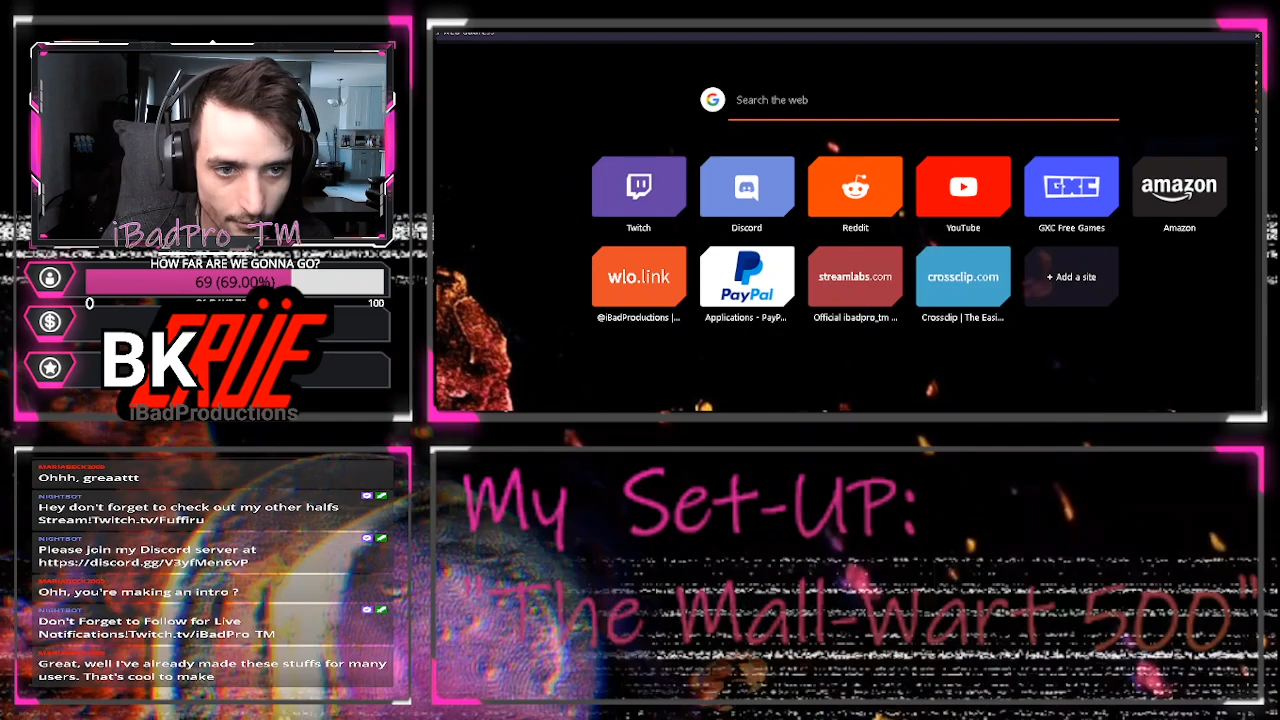 iBadPro TM
HOW FAR ARE WE GONNA GO?
69 (69.00%)
0
100
BK
CRÜE
iBadProductions
Search the web
Twitch
Discord
Reddit
YouTube
GXC
GXC Free Games
amazon
Amazon
wlo.link
@iBadProductions |...
PayPal
Applications - PayP...
streamlabs.com
Official ibadpro_tm ...
crossclip.com
Crossclip | The Easi...
+ Add a site
Ohhh, greaattt
NIGHTBOT
Hey don't forget to check out my other halfs
Stream!Twitch.tv/Fuffiru
NIGHTBOT
Please join my Discord server at
https://discord.gg/V3yfMen6vP
Ohh, you're making an intro ?
NIGHTBOT
Don't Forget to Follow for Live
Notifications!Twitch.tv/iBadPro TM
Great, well I've already made these stuffs for many
users. That's cool to make
My Set-UP:
"The Mall-Wart 500"